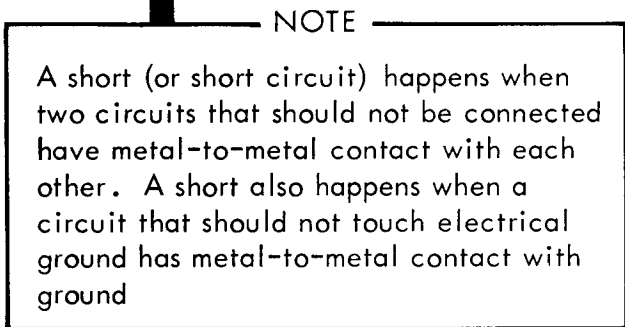 NOTE
A short (or short circuit) happens when
two circuits that should not be connected
have metal-to-metal contact with each
other. A short also happens when a
circuit that should not touch electrical
ground has metal-to-metal contact with
ground